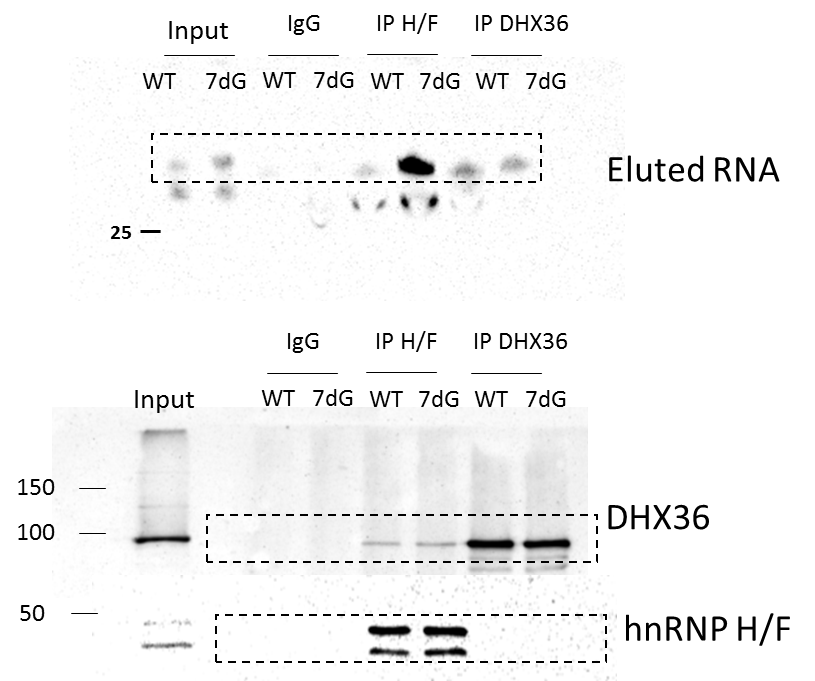 Input IgG IP H/F IP DHX36
WT 7dG WT 7dG WT 7dG WT 7dG
Eluted RNA
25
IgG IP H/F IP DHX36
Input WT 7dG WT 7dG WT 7dG
150
DHX36
100
50
hnRNP H/F